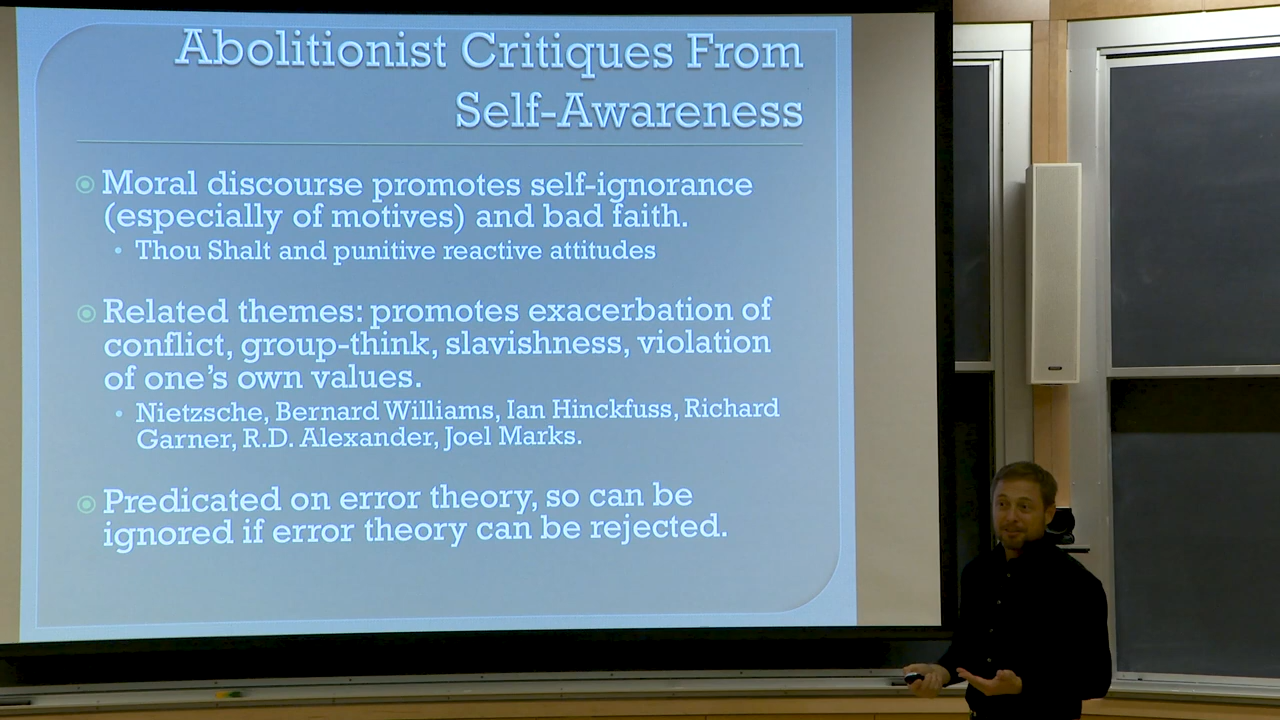 Abolitionist Critiques From
Self-Awareness
Moral discourse promotes self-ignorance
(especially of motives) and bad faith.
Thou Shalt and punitive reactive attitudes
Related themes: promotes exacerbation of
conflict, group-think, slavishness, violation
of one's own values.
Nietzsche, Bernard Williams, Ian Hinckfuss, Richard
Garner, R.D. Alexander, Joel Marks.
Predicated on error theory, so can be
ignored if error theory can be rejected.